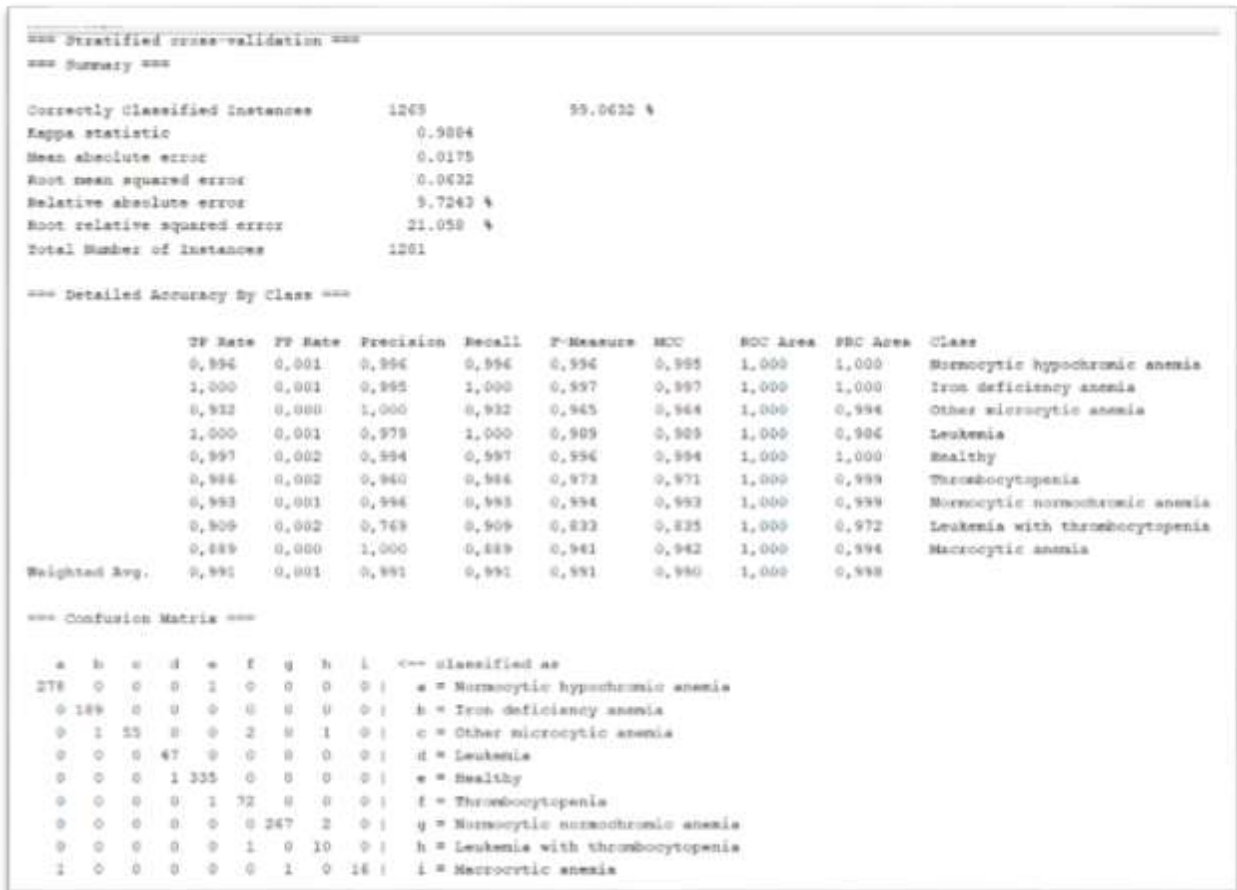 === Stratified cross-validation ===
=== Summary ===
Correctly Classified Instances 1269 99.0632 %
Kappa statistic 0.9884
Mean absolute error 0.0175
Root mean squared error 0.0632
Relative absolute error 9.7243 %
Root relative squared error 21.058 %
Total Number of Instances 1281
=== Detailed Accuracy By Class ===
TP Rate FP Rate Precision Recall F-Measure MCC ROC Area PRC Area Class
0,996 0,001 0,996 0,996 0,996 0,995 1,000 1,000 Normocytic hypochromic anemia
1,000 0,001 0,995 1,000 0,997 0,997 1,000 1,000 Iron deficiency anemia
0,932 0,000 1,000 0,932 0,965 0,964 1,000 0,994 Other microcytic anemia
1,000 0,001 0,979 1,000 0,989 0,989 1,000 0,986 Leukemia
0,997 0,002 0,994 0,997 0,996 0,994 1,000 1,000 Healthy
0,986 0,002 0,960 0,986 0,973 0,971 1,000 0,999 Thrombocytopenia
0,993 0,001 0,996 0,993 0,994 0,993 1,000 0,999 Normocytic normochromic anemia
0,909 0,002 0,769 0,909 0,833 0,835 1,000 0,972 Leukemia with thrombocytopenia
0,889 0,000 1,000 0,889 0,941 0,942 1,000 0,994 Macrocytic anemia
Weighted Avg. 0,991 0,001 0,991 0,991 0,991 0,990 1,000 0,998
=== Confusion Matrix ===
a b c d e f g h i <-- classified as
278 0 0 0 1 0 0 0 0 | a = Normocytic hypochromic anemia
0 189 0 0 0 0 0 0 0 | b = Iron deficiency anemia
0 1 55 0 0 2 0 1 0 | c = Other microcytic anemia
0 0 0 47 0 0 0 0 0 | d = Leukemia
0 0 0 1 335 0 0 0 0 | e = Healthy
0 0 0 0 1 72 0 0 0 | f = Thrombocytopenia
0 0 0 0 0 0 267 2 0 | g = Normocytic normochromic anemia
0 0 0 0 0 1 0 10 0 | h = Leukemia with thrombocytopenia
1 0 0 0 0 0 1 0 16 | i = Macrocytic anemia